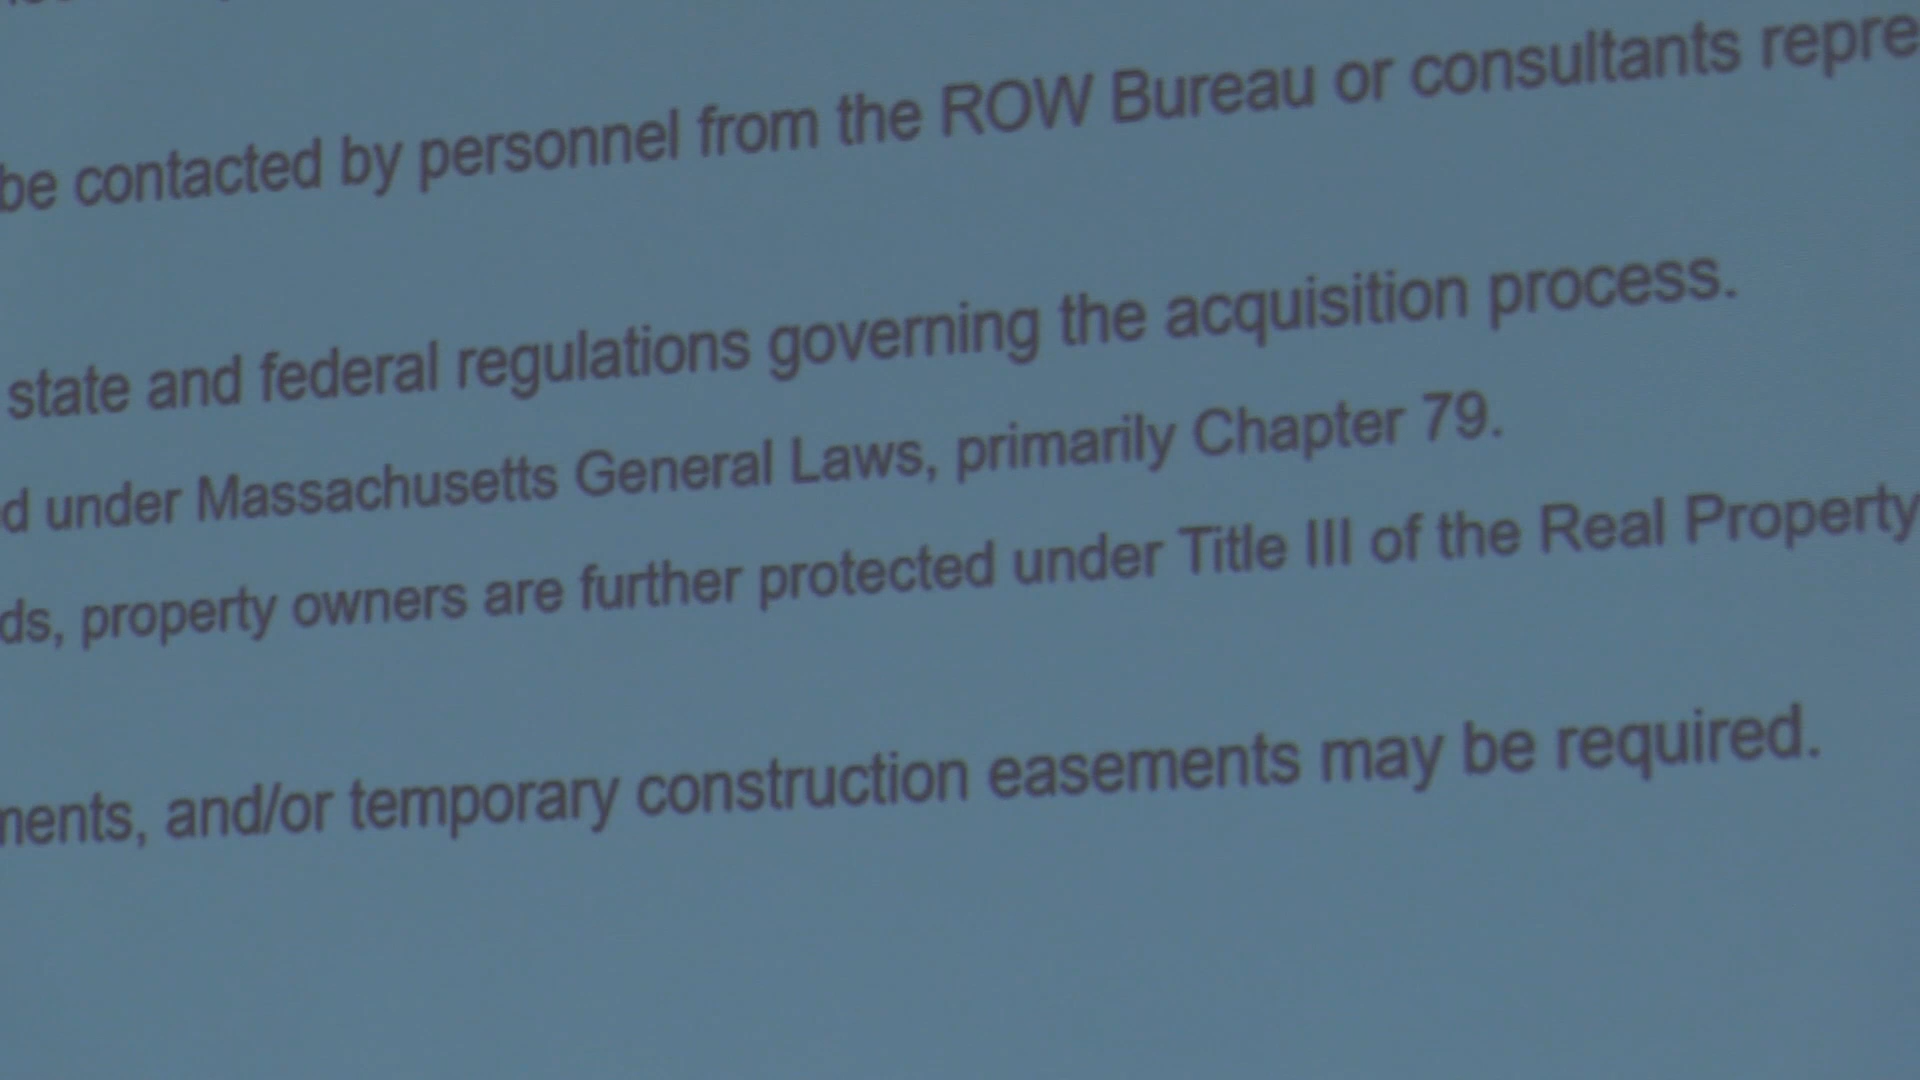 be contacted by personnel from the ROW Bureau or consultants repre
state and federal regulations governing the acquisition process.
d under Massachusetts General Laws, primarily Chapter 79.
ds, property owners are further protected under Title III of the Real Property
ments, and/or temporary construction easements may be required.